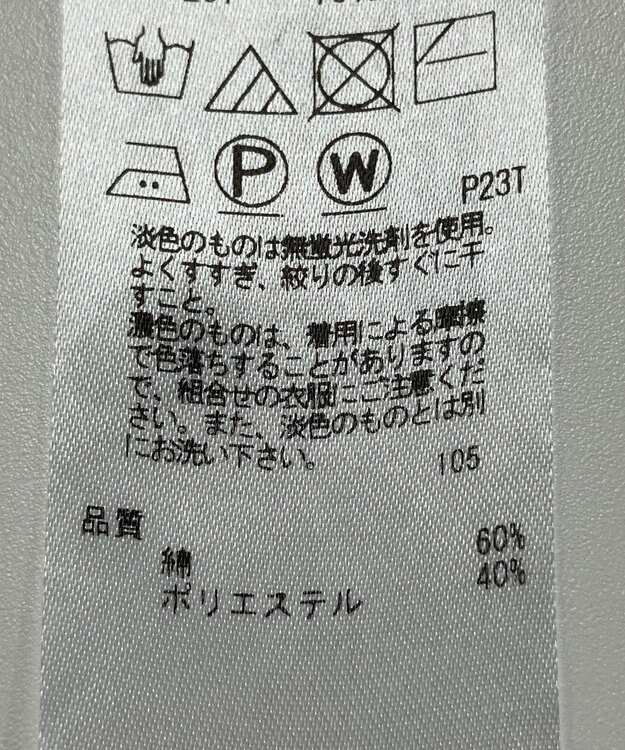 P
W
P23T
淡色のものは無蛍光洗剤を使用。
よくすすぎ、絞りの後すぐに干
すこと。
濃色のものは、着用による摩擦
で色落ちすることがありますの
で、組合せの衣服にご注意くだ
さい。また、淡色のものとは別
にお洗い下さい。
105
品質
綿 60%
ポリエステル 40%